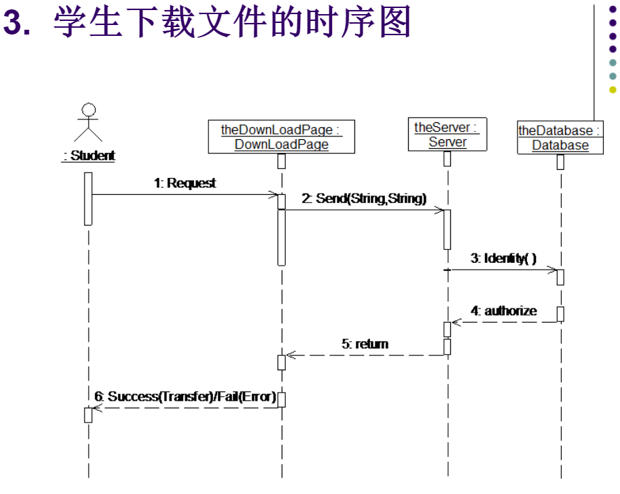 3. 学生下载文件的时序图
: Student
theDownLoadPage :
DownLoadPage
theServer :
Server
theDatabase :
Database
1: Request
2: Send(String,String)
3: Identity( )
4: authorize
5: return
6: Success(Transfer)/Fail(Error)